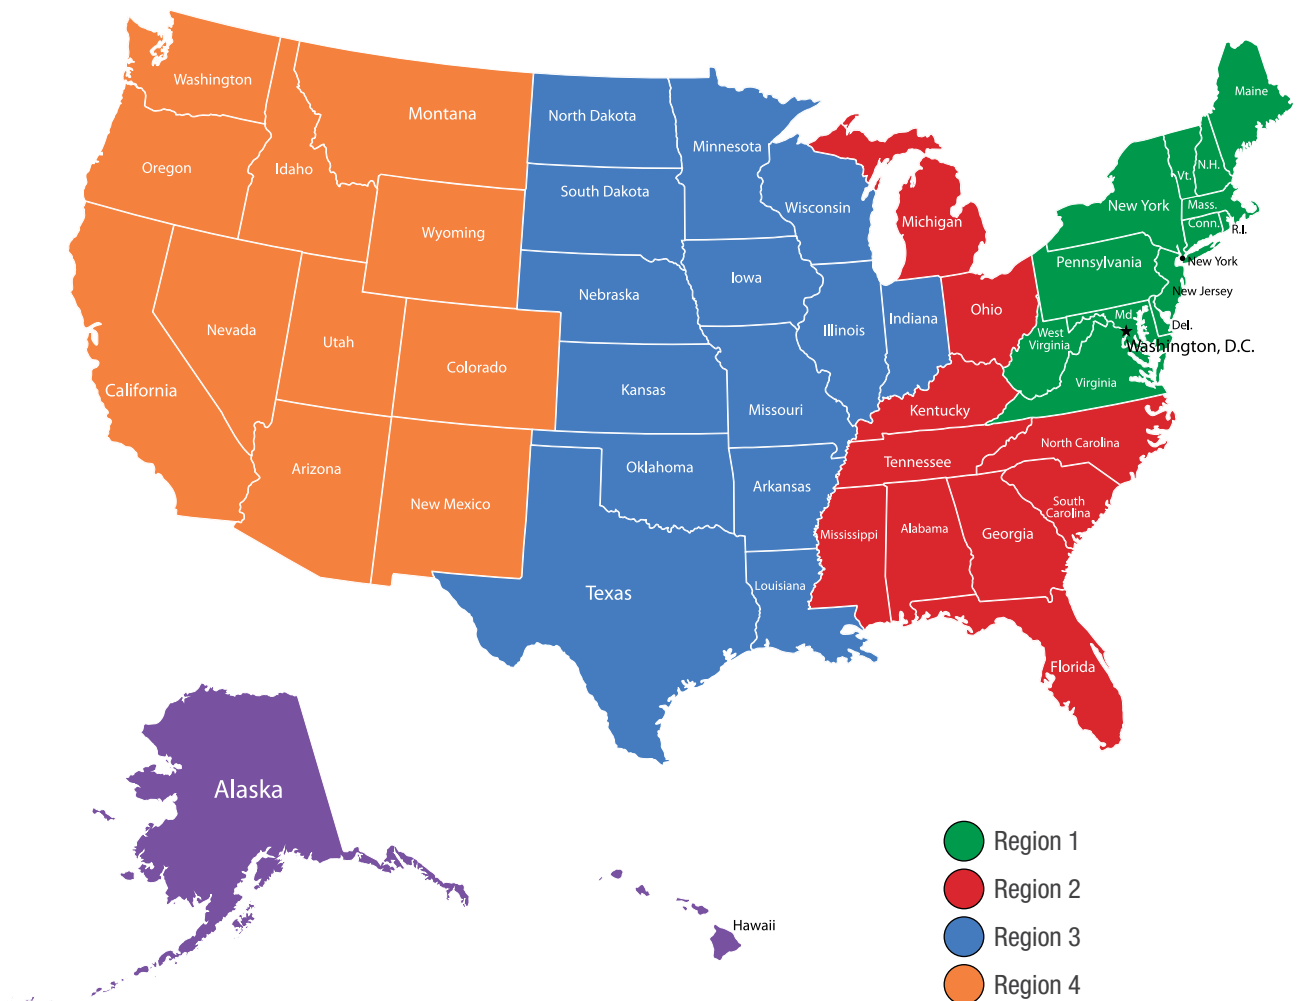 Washington
Montana
North Dakota
Minnesota
Maine
Oregon
Idaho
South Dakota
Wisconsin
Michigan
Vt.
N.H.
New York
Mass.
Conn.
R.I.
Wyoming
Nebraska
Iowa
Pennsylvania
New York
New Jersey
Nevada
Utah
Colorado
Illinois
Indiana
Ohio
West
Virginia
Md.
Del.
Washington, D.C.
California
Kansas
Missouri
Kentucky
Virginia
Arizona
New Mexico
Oklahoma
Arkansas
Tennessee
North Carolina
South
Carolina
Texas
Louisiana
Mississippi
Alabama
Georgia
Florida
Alaska
Hawaii
Region 1
Region 2
Region 3
Region 4